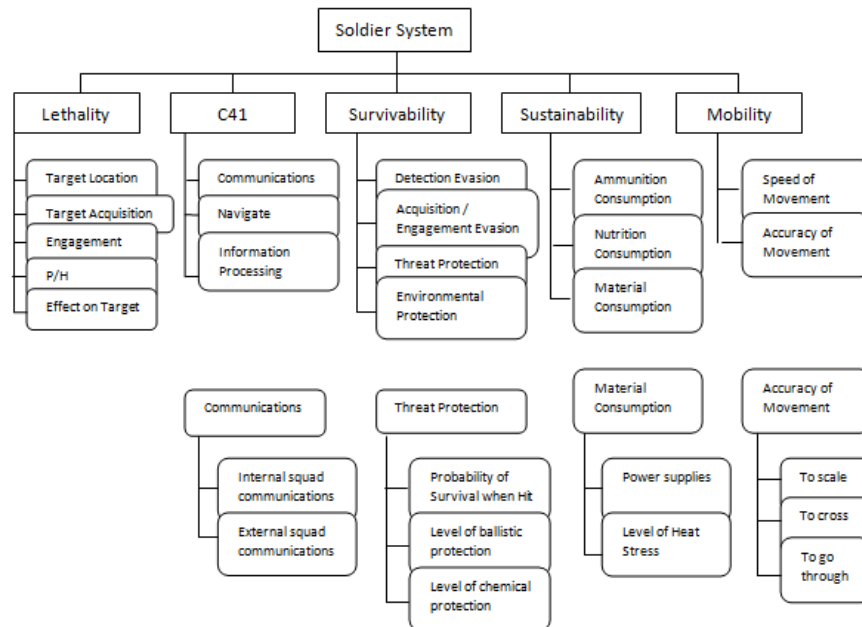 Soldier System
Lethality
C41
Survivability
Sustainability
Mobility
Target Location
Target Acquisition
Engagement
P/H
Effect on Target
Communications
Navigate
Information
Processing
Detection Evasion
Acquisition /
Engagement Evasion
Threat Protection
Environmental
Protection
Ammunition
Consumption
Nutrition
Consumption
Material
Consumption
Speed of
Movement
Accuracy of
Movement
Communications
Internal squad
communications
External squad
communications
Threat Protection
Probability of
Survival when Hit
Level of ballistic
protection
Level of chemical
protection
Material
Consumption
Power supplies
Level of Heat
Stress
Accuracy of
Movement
To scale
To cross
To go
through